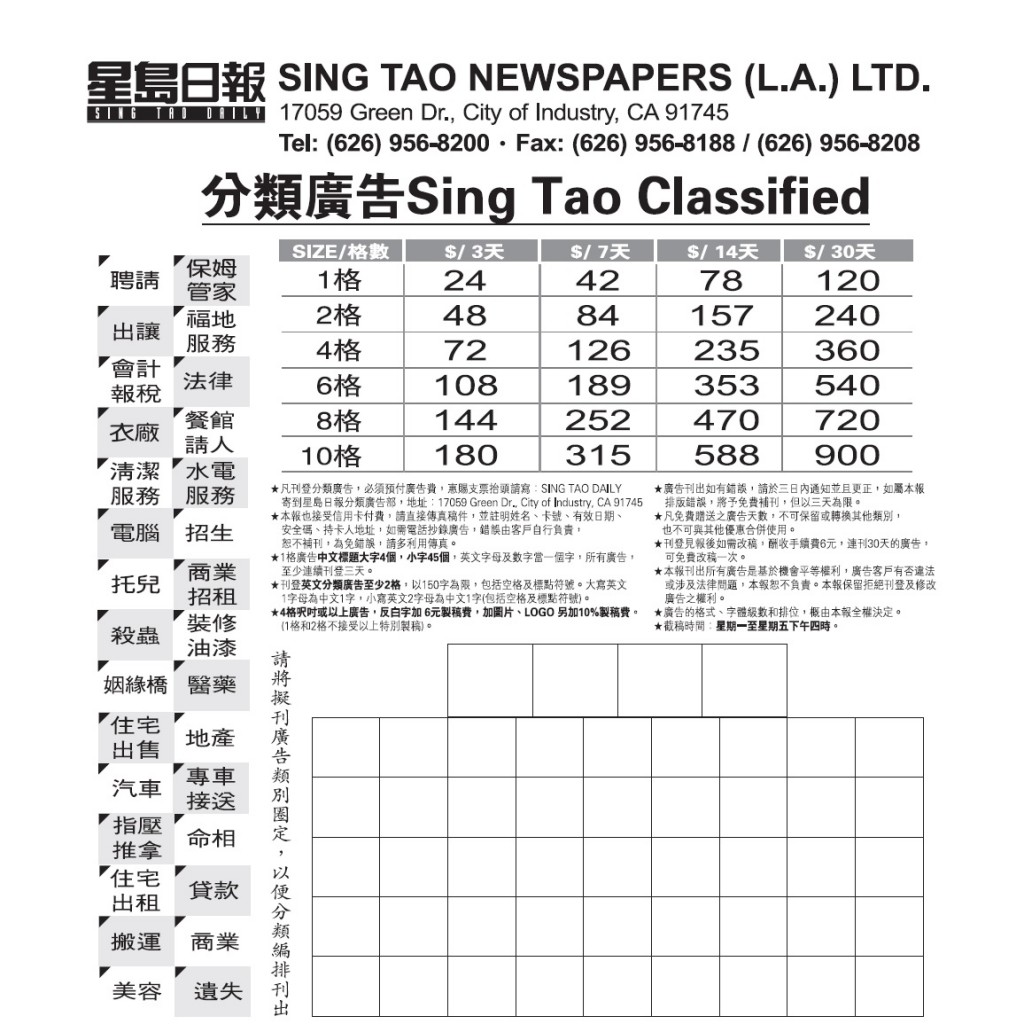 星島日報 SING TAO NEWSPAPERS (L.A.) LTD.
SING TAO DAILY
17059 Green Dr., City of Industry, CA 91745
Tel: (626) 956-8200 · Fax: (626) 956-8188 / (626) 956-8208
分類廣告Sing Tao Classified
SIZE/格數 $/ 3天 $/ 7天 $/ 14天 $/ 30天
1格 24 42 78 120
2格 48 84 157 240
4格 72 126 235 360
6格 108 189 353 540
8格 144 252 470 720
10格 180 315 588 900
聘請 保姆管家
出讓 福地服務
會計報稅 法律
衣廠 餐館請人
清潔服務 水電服務
電腦 招生
托兒 商業招租
殺蟲 裝修油漆
姻緣橋 醫藥
住宅出售 地產
汽車 專車接送
指壓推拿 命相
住宅出租 貸款
搬運 商業
美容 遺失
★凡刊登分類廣告，必須預付廣告費，惠賜支票抬頭請寫：SING TAO DAILY
寄到星島日報分類廣告部，地址：17059 Green Dr., City of Industry, CA 91745
★本報也接受信用卡付費，請直接傳真稿件，並註明姓名、卡號、有效日期、
安全碼、持卡人地址，如需電話抄錄廣告，錯誤由客戶自行負責，
恕不補刊，為免錯誤，請多利用傳真。
★1格廣告中文標題大字4個，小字45個，英文字母及數字當一個字，所有廣告，
至少連續刊登三天。
★刊登英文分類廣告至少2格，以150字為限，包括空格及標點符號。大寫英文
1字母為中文1字，小寫英文2字母為中文1字(包括空格及標點符號)。
★4格呎吋或以上廣告，反白字加 6元製稿費，加圖片、LOGO 另加10%製稿費。
(1格和2格不接受以上特別製稿)。
★廣告刊出如有錯誤，請於三日內通知並且更正，如屬本報
排版錯誤，將予免費補刊，但以三天為限。
★凡免費贈送之廣告天數，不可保留或轉換其他類別，
也不可與其他優惠合併使用。
★刊登見報後如需改稿，酬收手續費6元，連刊30天的廣告，
可免費改稿一次。
★本報刊出所有廣告是基於機會平等權利，廣告客戶有否違法
或涉及法律問題，本報恕不負責。本報保留拒絕刊登及修改
廣告之權利。
★廣告的格式、字體級數和排位，概由本報全權決定。
★截稿時間：星期一至星期五下午四時。
請將擬刊廣告類別圈定，以便分類編排刊出